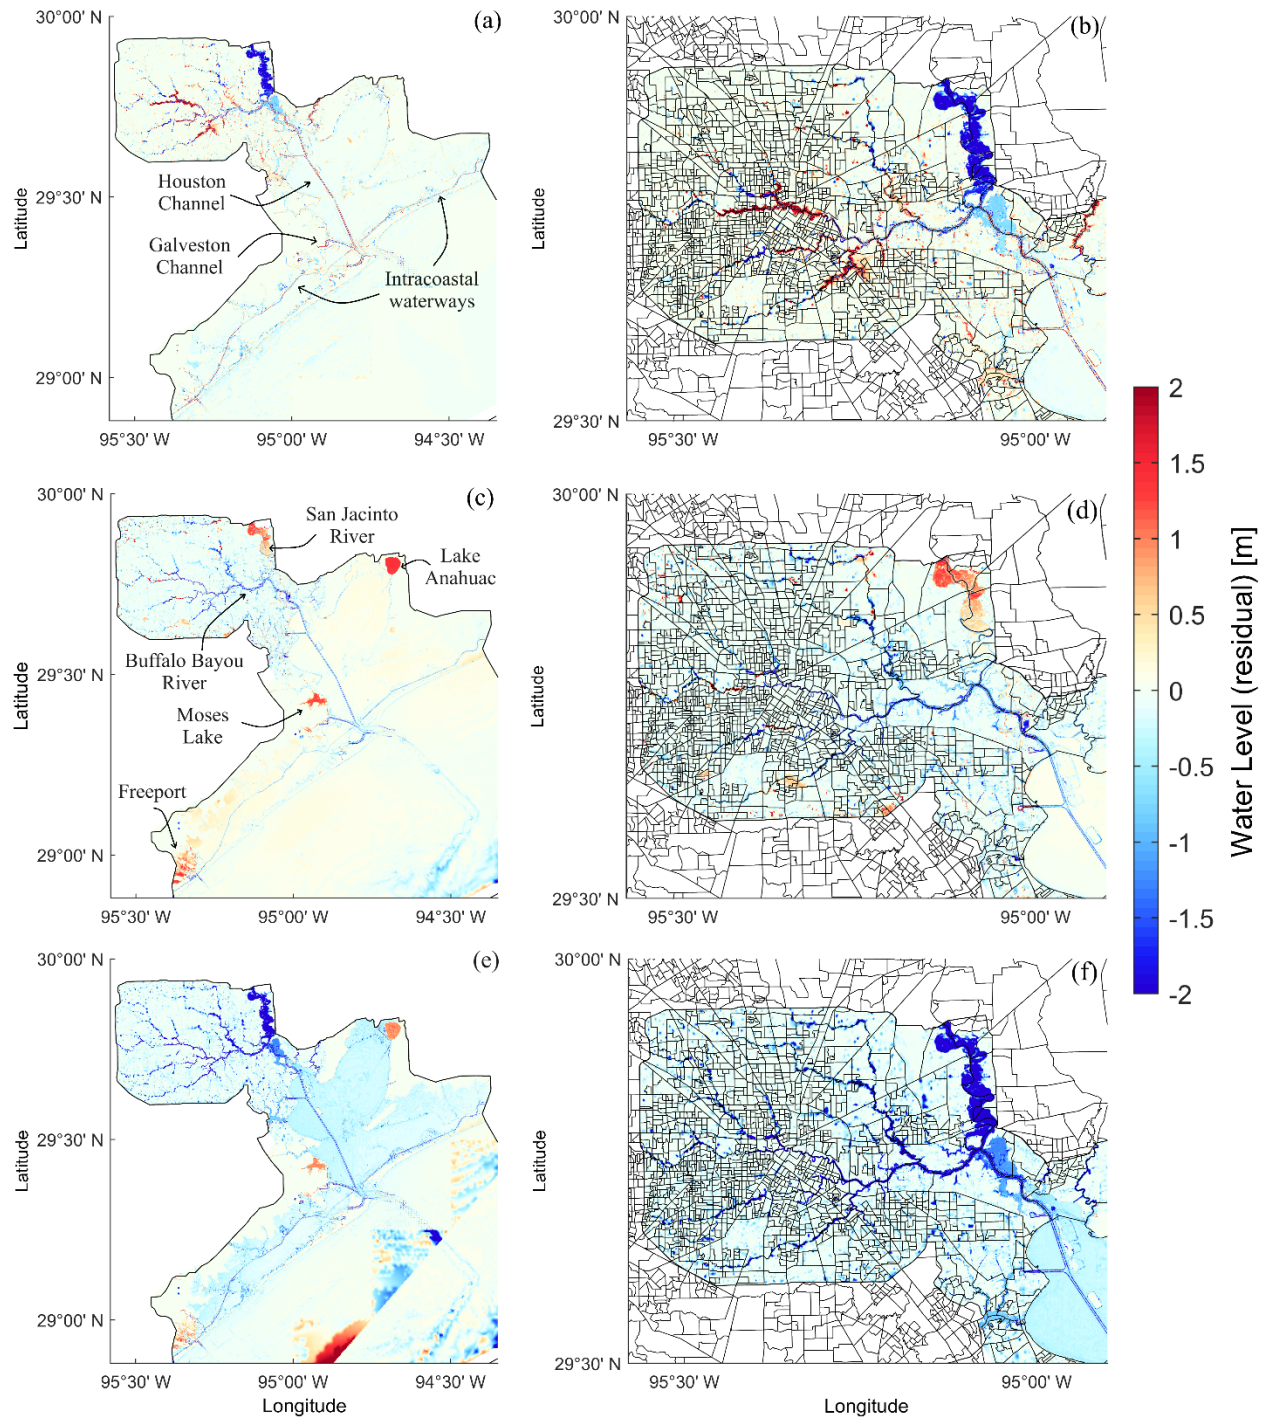 (a)
30°00' N
29°30' N
29°00' N
Latitude
Houston
Channel
Galveston
Channel
Intracoastal
waterways
95°30' W
95°00' W
94°30' W
(b)
30°00' N
29°30' N
Latitude
95°30' W
95°00' W
(c)
30°00' N
29°30' N
29°00' N
Latitude
San Jacinto
River
Lake
Anahuac
Buffalo Bayou
River
Moses
Lake
Freeport
95°30' W
95°00' W
94°30' W
(d)
30°00' N
29°30' N
Latitude
95°30' W
95°00' W
2
1.5
1
0.5
0
-0.5
-1
-1.5
-2
Water Level (residual) [m]
(e)
30°00' N
29°30' N
29°00' N
Latitude
95°30' W
95°00' W
94°30' W
Longitude
(f)
30°00' N
29°30' N
Latitude
95°30' W
95°00' W
Longitude